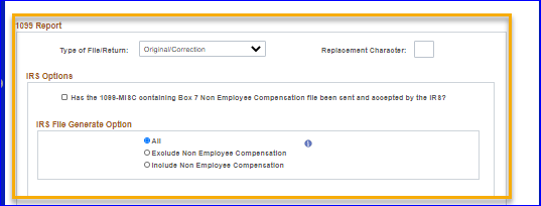 1099 Report
Type of File/Return: Original/Correction Replacement Character:
IRS Options
Has the 1099-MISC containing Box 7 Non Employee Compensation file been sent and accepted by the IRS?
IRS File Generate Option
All
Exclude Non Employee Compensation
Include Non Employee Compensation